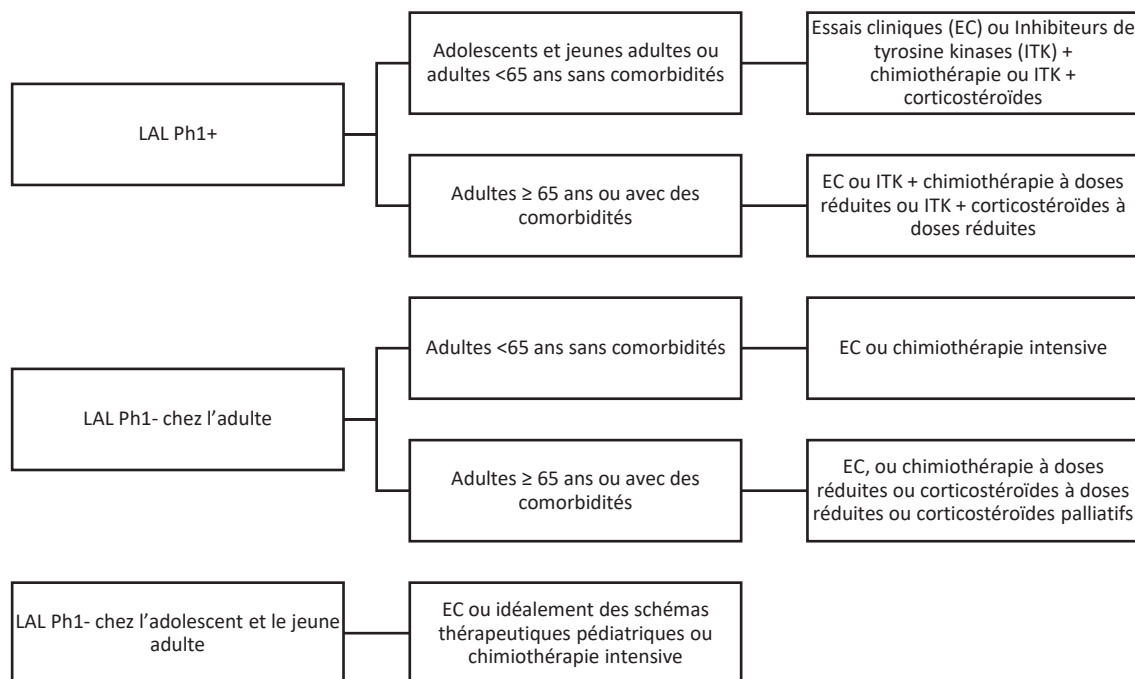 LAL Ph1+
Adolescents et jeunes adultes ou
adultes <65 ans sans comorbidités
Essais cliniques (EC) ou Inhibiteurs de
tyrosine kinases (ITK) +
chimiothérapie ou ITK +
corticostéroïdes
Adultes ≥ 65 ans ou avec des
comorbidités
EC ou ITK + chimiothérapie à doses
réduites ou ITK + corticostéroïdes à
doses réduites
LAL Ph1- chez l’adulte
Adultes <65 ans sans comorbidités
EC ou chimiothérapie intensive
Adultes ≥ 65 ans ou avec des
comorbidités
EC, ou chimiothérapie à doses
réduites ou corticostéroïdes à doses
réduites ou corticostéroïdes palliatifs
LAL Ph1- chez l’adolescent et le jeune
adulte
EC ou idéalement des schémas
thérapeutiques pédiatriques ou
chimiothérapie intensive